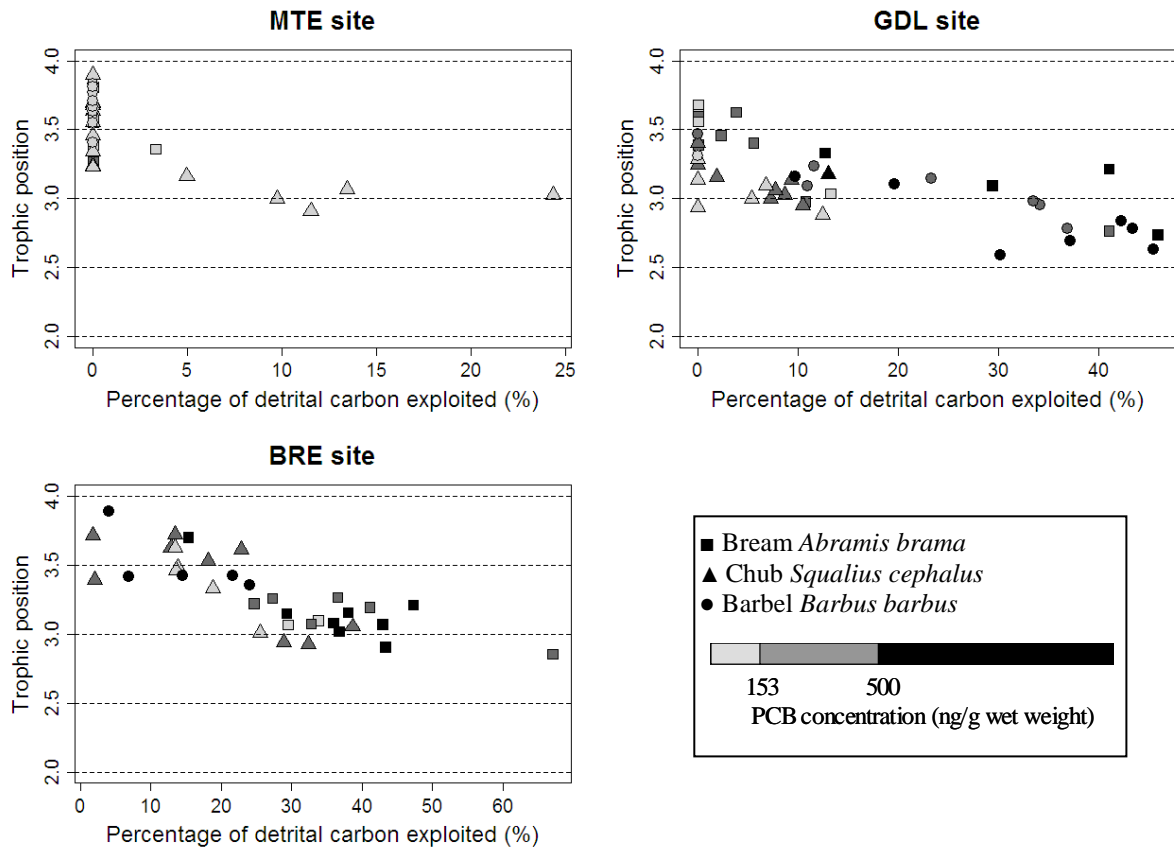 MTE site
4.0
3.5
3.0
2.5
2.0
Trophic position
0 5 10 15 20 25
Percentage of detrital carbon exploited (%)
GDL site
4.0
3.5
3.0
2.5
2.0
Trophic position
0 10 20 30 40
Percentage of detrital carbon exploited (%)
BRE site
4.0
3.5
3.0
2.5
2.0
Trophic position
0 10 20 30 40 50 60
Percentage of detrital carbon exploited (%)
Bream Abramis brama
Chub Squalius cephalus
Barbel Barbus barbus
153 500
PCB concentration (ng/g wet weight)